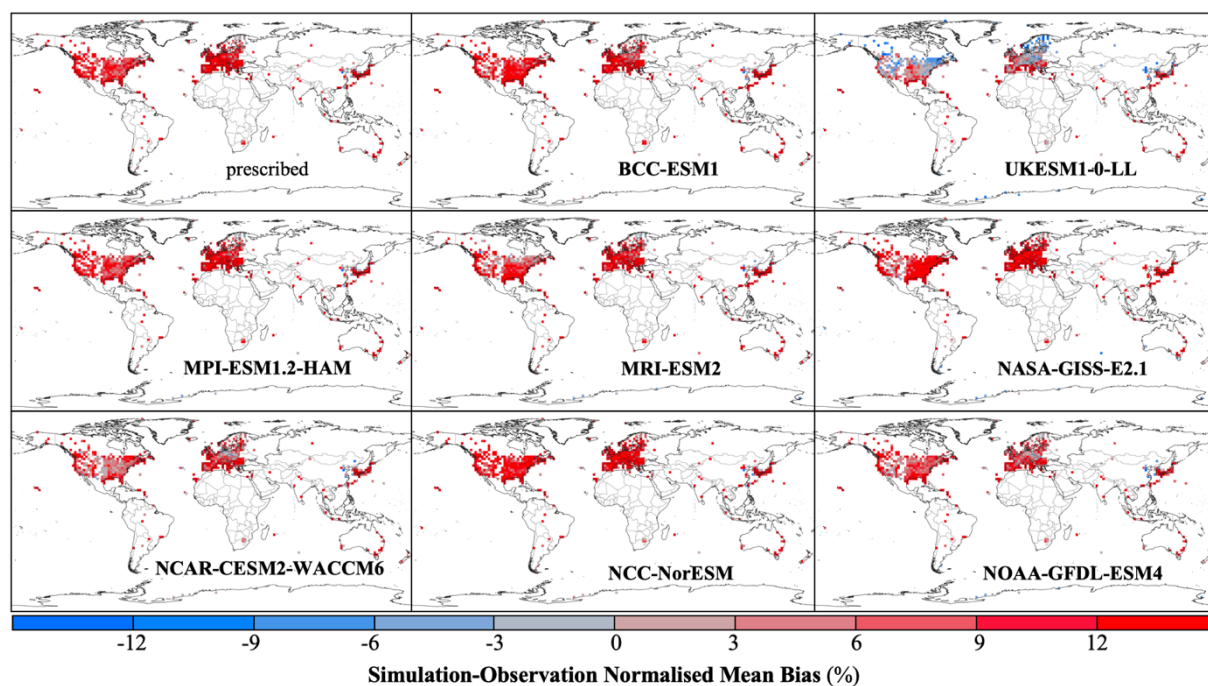 prescribed
BCC-ESM1
UKESM1-0-LL
MPI-ESM1.2-HAM
MRI-ESM2
NASA-GISS-E2.1
NCAR-CESM2-WACCM6
NCC-NorESM
NOAA-GFDL-ESM4
-12 -9 -6 -3 0 3 6 9 12
Simulation-Observation Normalised Mean Bias (%)